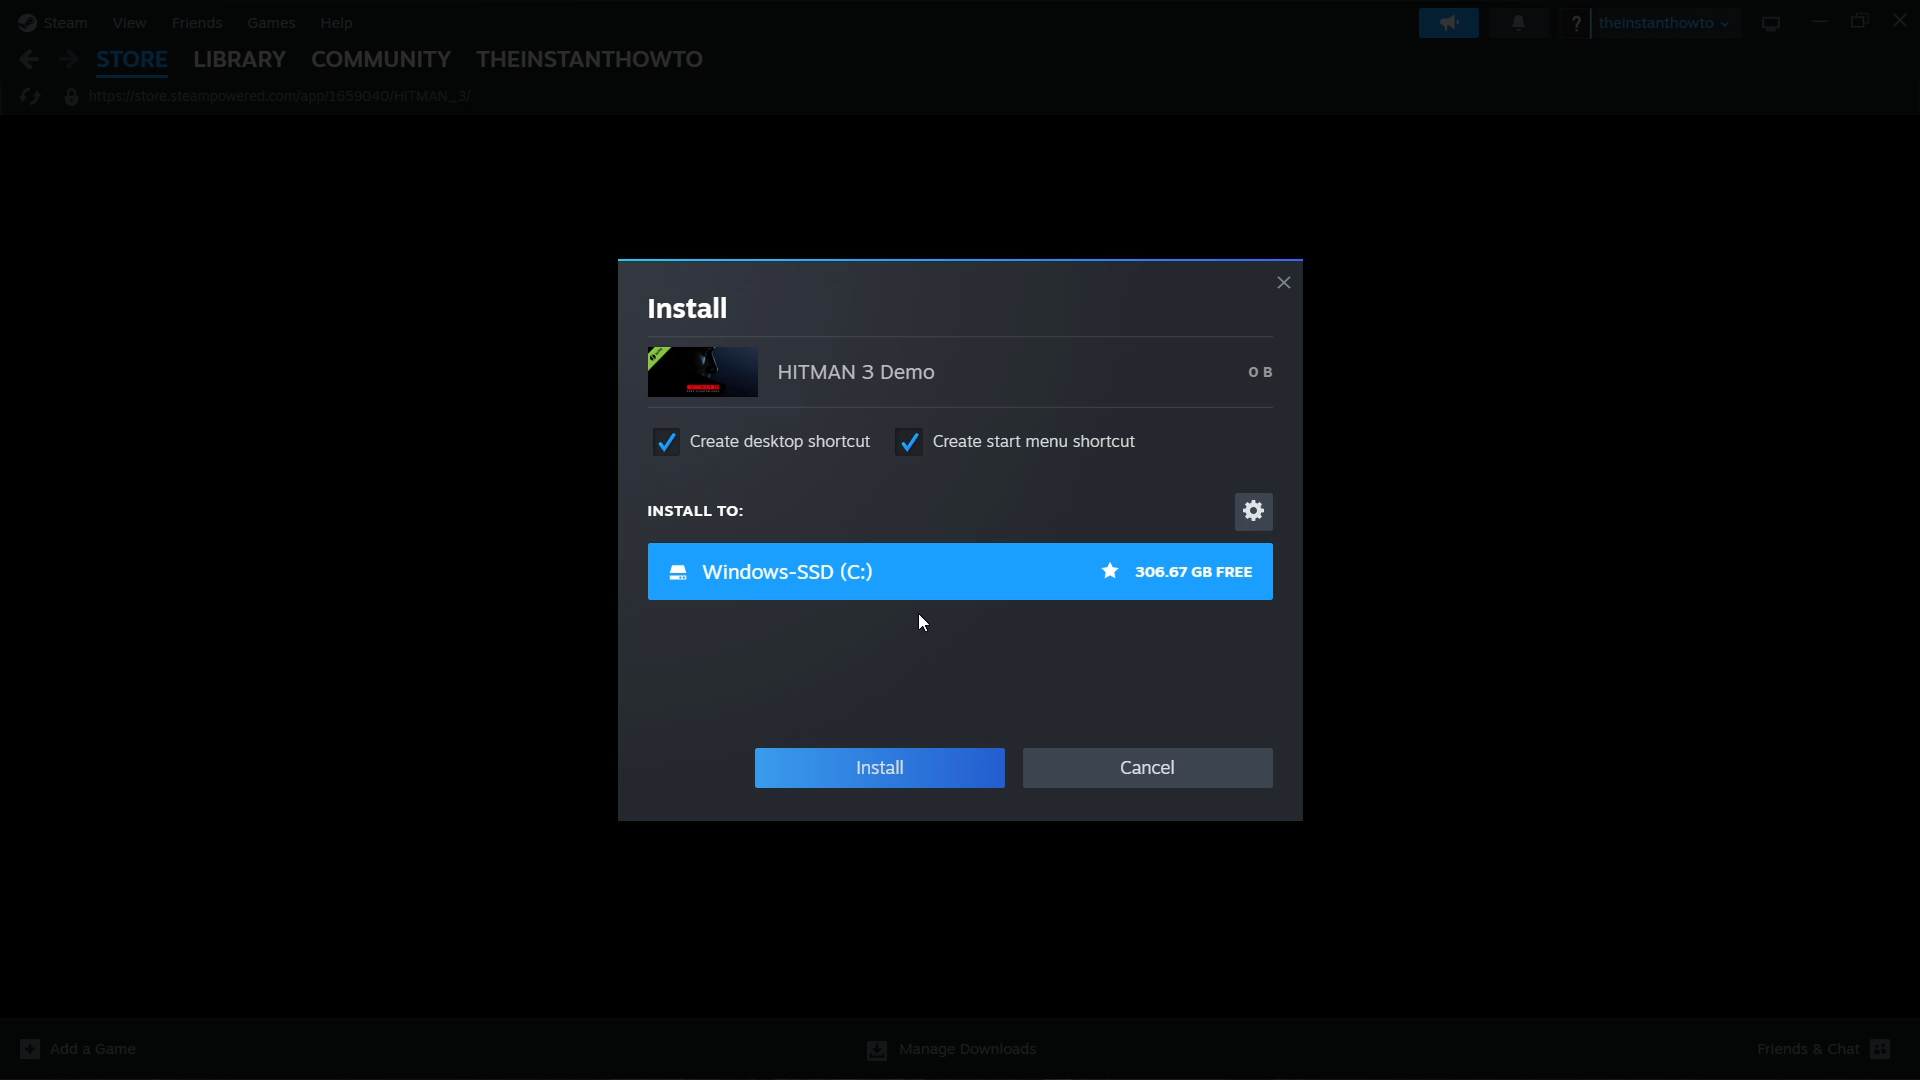 Steam View Friends Games Help ? theinstanthowto
STORE LIBRARY COMMUNITY THEINSTANTHOWTO
https://store.steampowered.com/app/1659040/HITMAN_3/
Install
HITMAN 3 Demo 0 B
Create desktop shortcut Create start menu shortcut
INSTALL TO:
Windows-SSD (C:) 306.67 GB FREE
Install Cancel
Add a Game Manage Downloads Friends & Chat